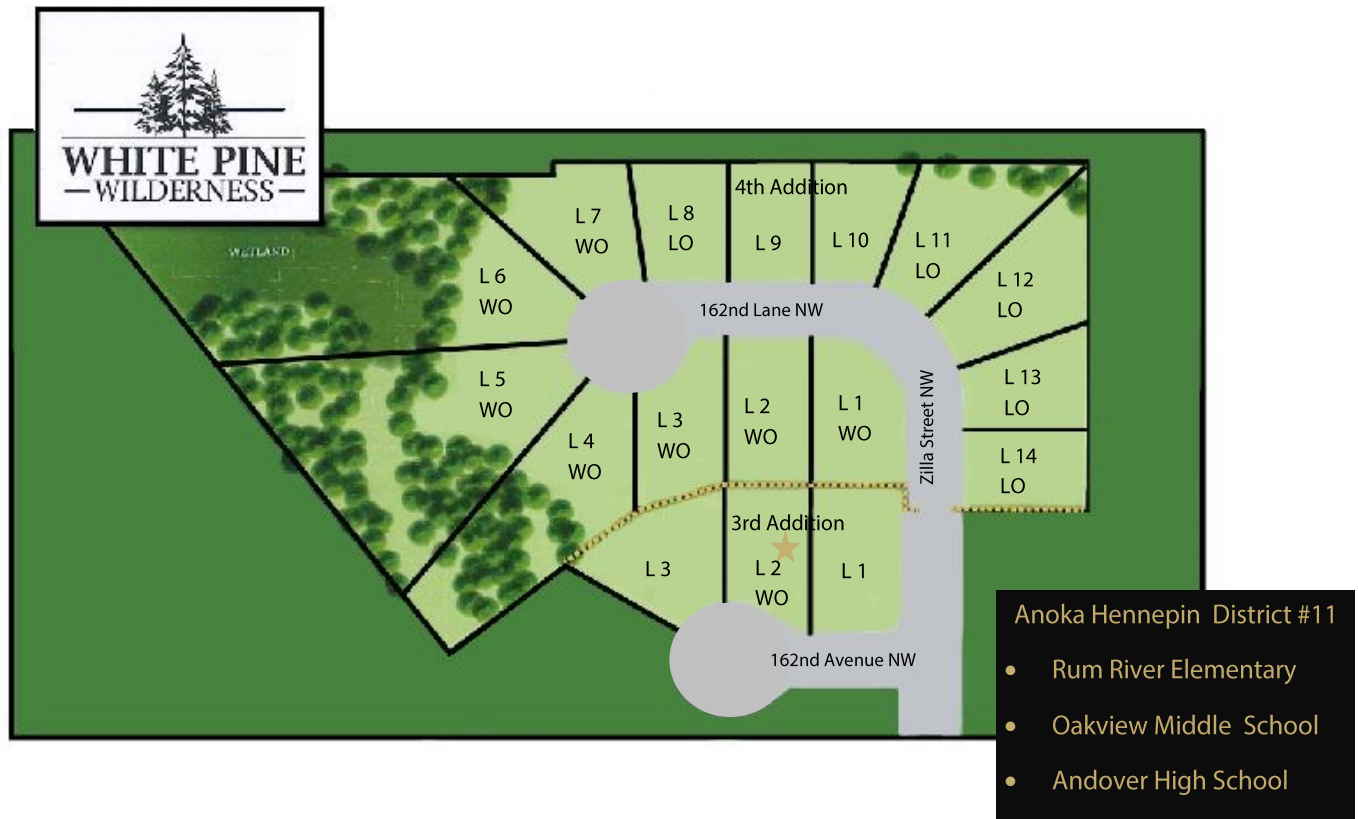 WHITE PINE
WILDERNESS
WETLAND
4th Addition
L 7
WO
L 8
LO
L 9
L 10
L 11
LO
L 6
WO
L 12
LO
162nd Lane NW
L 5
WO
L 13
LO
L 4
WO
L 3
WO
L 2
WO
L 1
WO
Zilla Street NW
L 14
LO
3rd Addition
L 3
L 2
WO
L 1
162nd Avenue NW
Anoka Hennepin District #11
• Rum River Elementary
• Oakview Middle School
• Andover High School